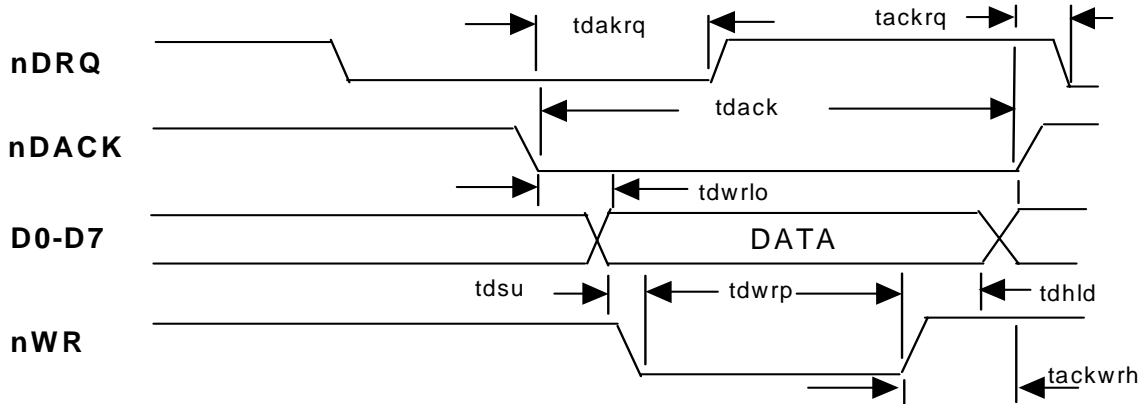 tdakrq
tackrq
nDRQ
tdack
nDACK
tdwrlo
D0-D7
DATA
tdsu
tdwrp
tdhld
nWR
tackwrh